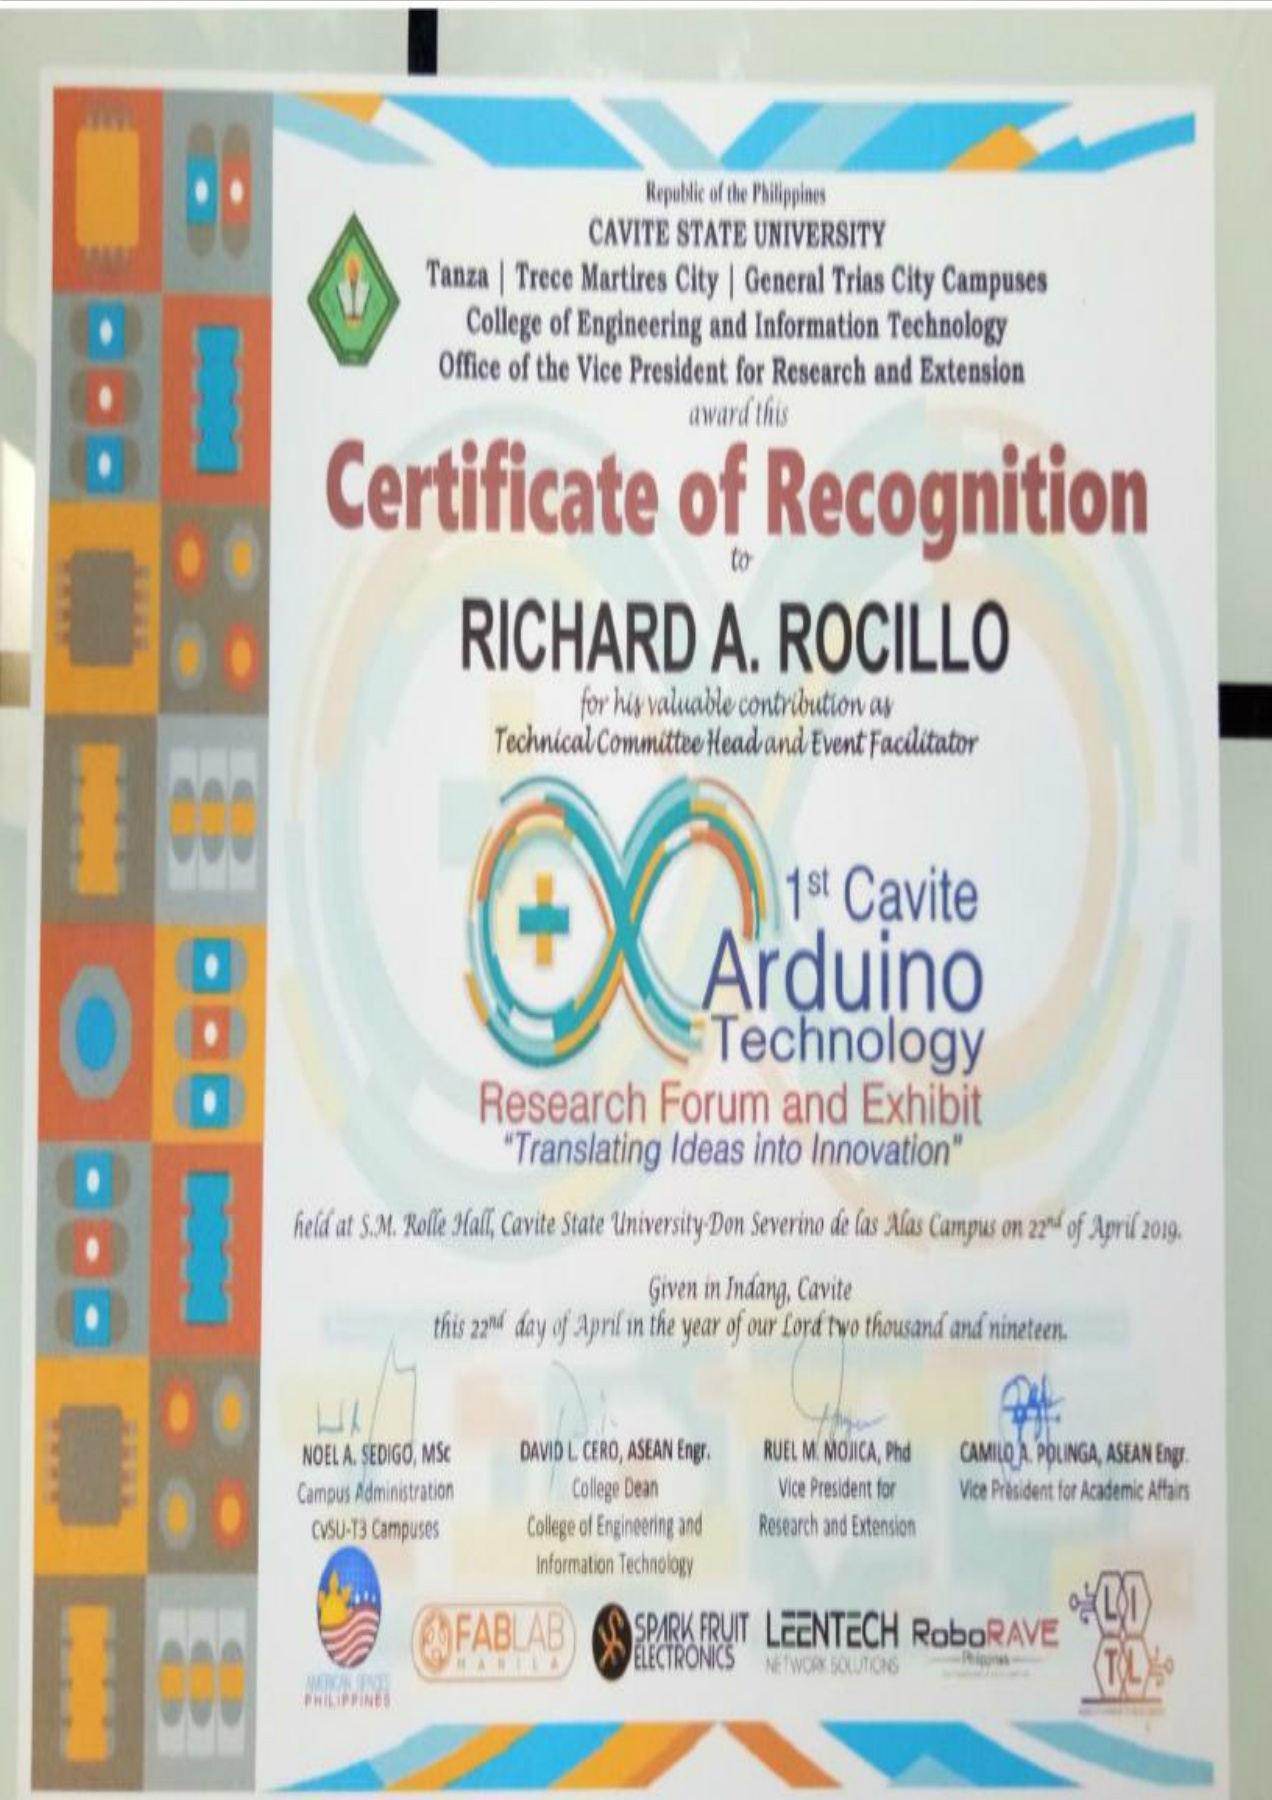 Republic of the Philippines
CAVITE STATE UNIVERSITY
Tanza | Trece Martires City | General Trias City Campuses
College of Engineering and Information Technology
Office of the Vice President for Research and Extension
award this
Certificate of Recognition
to
RICHARD A. ROCILLO
for his valuable contribution as
Technical Committee Head and Event Facilitator
1st Cavite
Arduino
Technology
Research Forum and Exhibit
"Translating Ideas into Innovation"
held at S.M. Rolle Hall, Cavite State University-Don Severino de las Alas Campus on 22nd of April 2019.
Given in Indang, Cavite
this 22nd day of April in the year of our Lord two thousand and nineteen.
NOEL A. SEDIGO, MSc
Campus Administration
CVSU-T3 Campuses
DAVID L. CERO, ASEAN Engr.
College Dean
College of Engineering and
Information Technology
RUEL M. MOJICA, Phd
Vice President for
Research and Extension
CAMILO A. POLINGA, ASEAN Engr.
Vice President for Academic Affairs
AMERICAN SPACES
PHILIPPINES
FABLAB
MANILA
SPARK FRUIT
ELECTRONICS
LEENTECH
NETWORK SOLUTIONS
RoboRAVE
Philippines
LI
TL